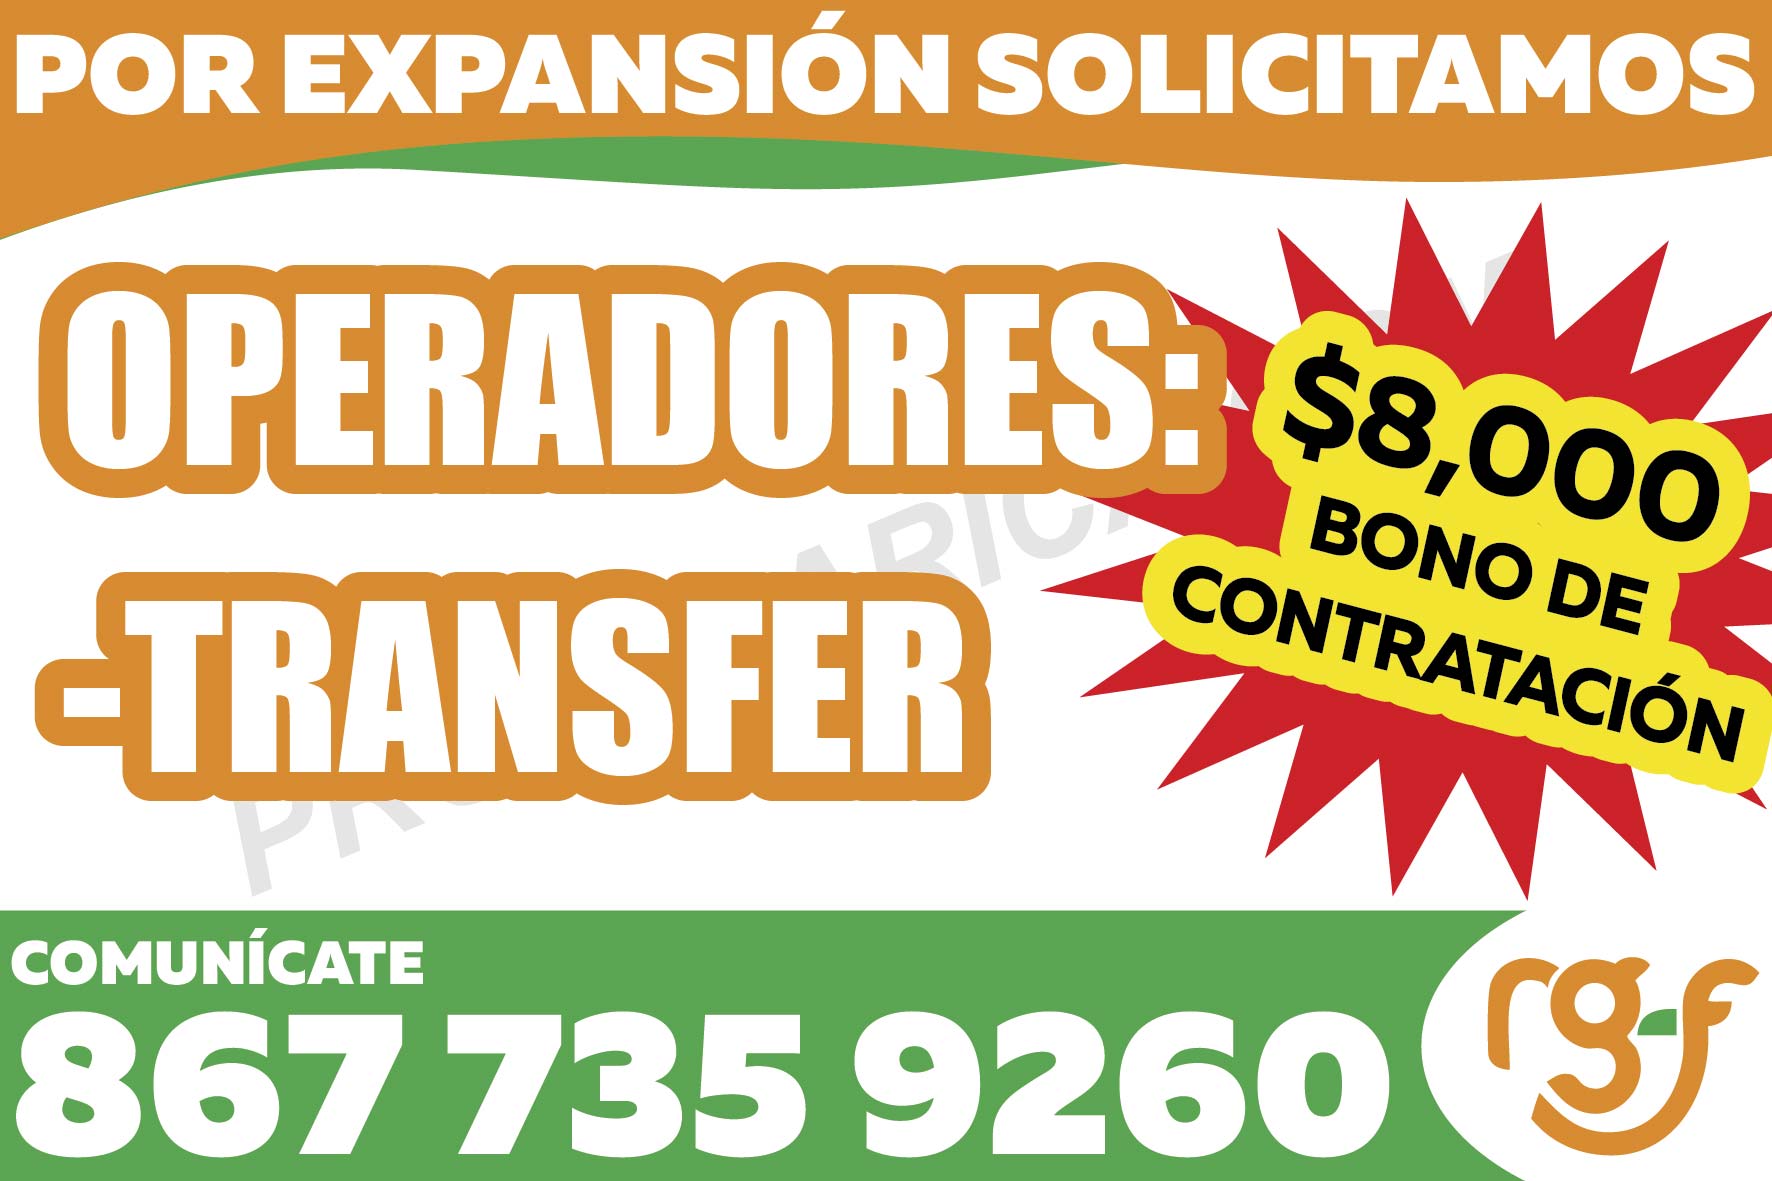 POR EXPANSIÓN SOLICITAMOS
OPERADORES:
-TRANSFER
$8,000
BONO DE
CONTRATACIÓN
COMUNÍCATE
867 735 9260
rgf